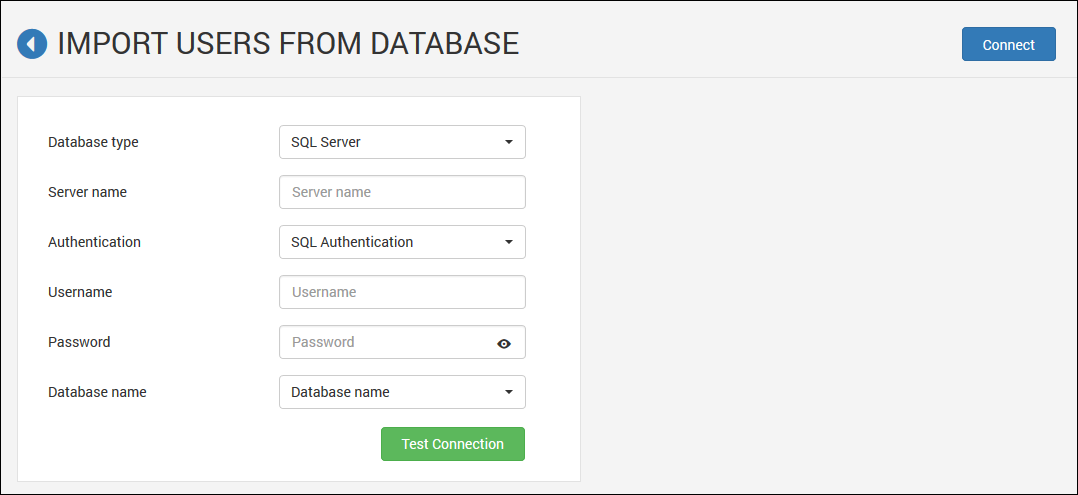 IMPORT USERS FROM DATABASE
Connect
Database type
SQL Server
Server name
Server name
Authentication
SQL Authentication
Username
Username
Password
Password
Database name
Database name
Test Connection